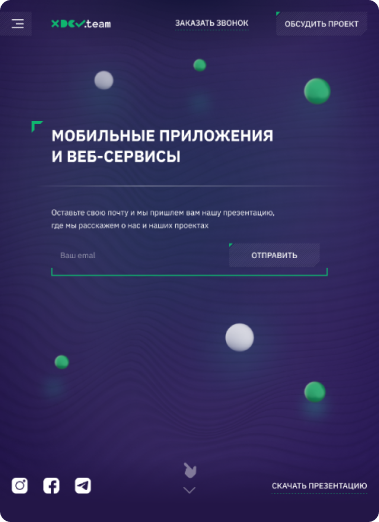 XDEV.team
ЗАКАЗАТЬ ЗВОНОК
ОБСУДИТЬ ПРОЕКТ
МОБИЛЬНЫЕ ПРИЛОЖЕНИЯ
И ВЕБ-СЕРВИСЫ
Оставьте свою почту и мы пришлем вам нашу презентацию,
где мы расскажем о нас и наших проектах
Ваш email
ОТПРАВИТЬ
СКАЧАТЬ ПРЕЗЕНТАЦИЮ